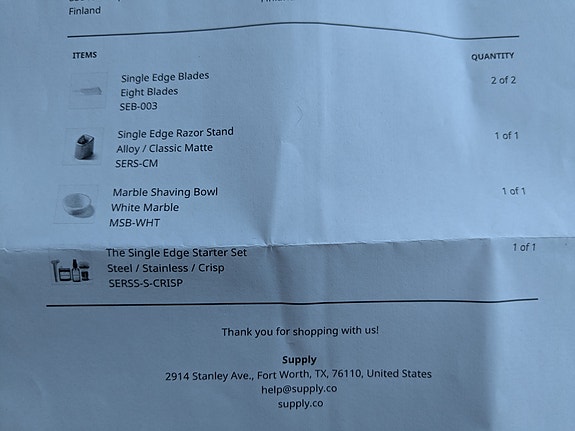 Finland
ITEMS
QUANTITY
Single Edge Blades
Eight Blades
SEB-003
2 of 2
Single Edge Razor Stand
Alloy / Classic Matte
SERS-CM
1 of 1
Marble Shaving Bowl
White Marble
MSB-WHT
1 of 1
The Single Edge Starter Set
Steel / Stainless / Crisp
SERSS-S-CRISP
1 of 1
Thank you for shopping with us!
Supply
2914 Stanley Ave., Fort Worth, TX, 76110, United States
help@supply.co
supply.co